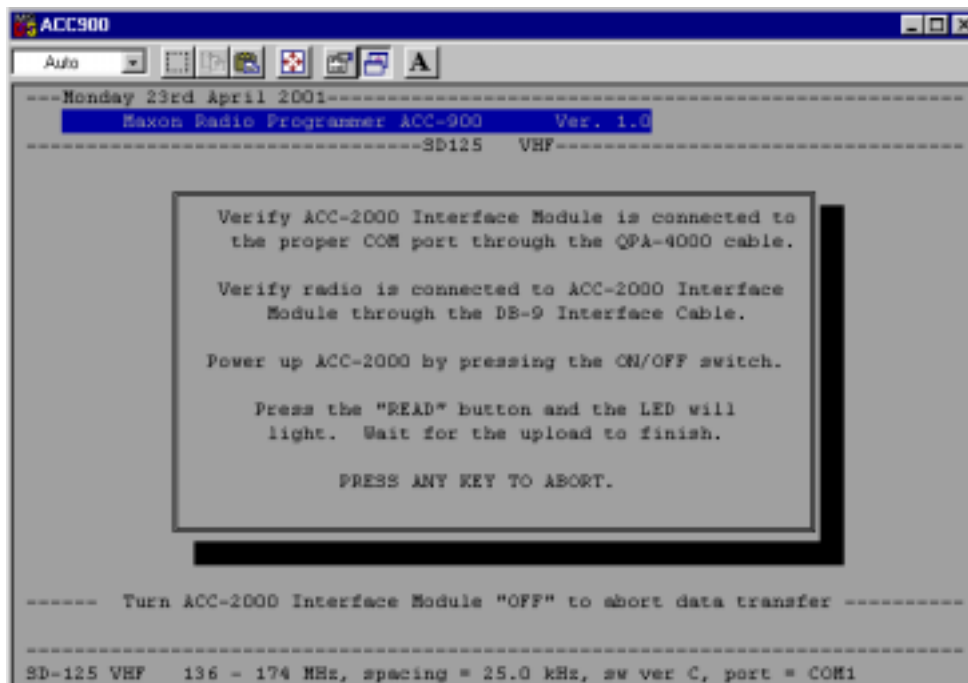 ACC900
Auto
A
---Monday 23rd April 2001---
Maxon Radio Programmer ACC-900 Ver. 1.0
---SD125 VHF---
Verify ACC-2000 Interface Module is connected to
the proper COM port through the QPA-4000 cable.
Verify radio is connected to ACC-2000 Interface
Module through the DB-9 Interface Cable.
Power up ACC-2000 by pressing the ON/OFF switch.
Press the "READ" button and the LED will
light. Wait for the upload to finish.
PRESS ANY KEY TO ABORT.
------ Turn ACC-2000 Interface Module "OFF" to abort data transfer ----------
SD-125 VHF 136 - 174 MHz, spacing = 25.0 kHz, sw ver C, port = COM1